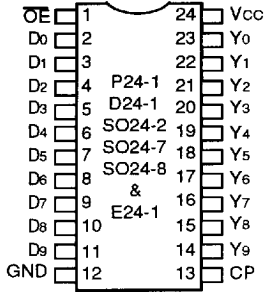 OE 1 24 Vcc
D0 2 23 Y0
D1 3 22 Y1
D2 4 P24-1 21 Y2
D3 5 D24-1 20 Y3
D4 6 SO24-2 19 Y4
D5 7 SO24-7 18 Y5
D6 8 SO24-8 17 Y6
D7 9 & 16 Y7
D8 10 E24-1 15 Y8
D9 11 14 Y9
GND 12 13 CP